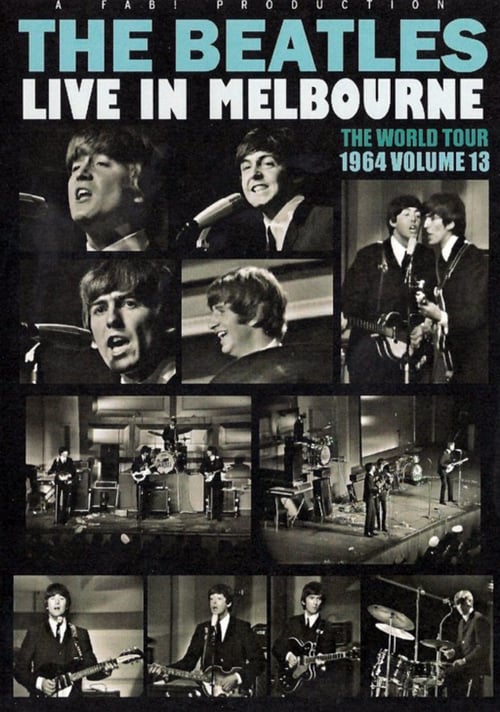 A FAB! PRODUCTION
THE BEATLES
LIVE IN MELBOURNE
THE WORLD TOUR
1964 VOLUME 13